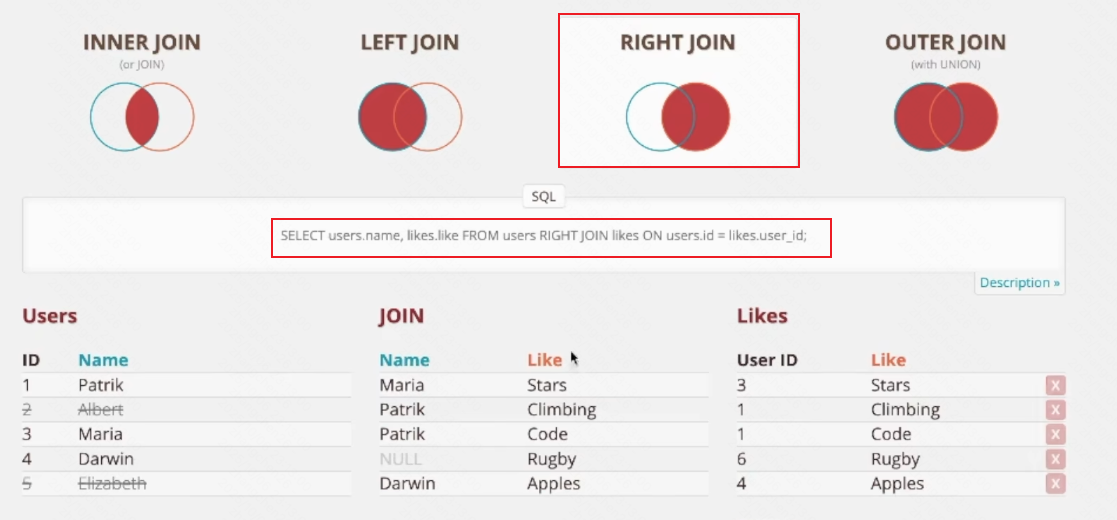 INNER JOIN LEFT JOIN RIGHT JOIN OUTER JOIN
(or JOIN) (with UNION)
SQL
SELECT users.name, likes.like FROM users RIGHT JOIN likes ON users.id = likes.user_id;
Description »
Users JOIN Likes
ID Name Name Like User ID Like
1 Patrik Maria Stars 3 Stars X
2 Albert Patrik Climbing 1 Climbing X
3 Maria Patrik Code 1 Code X
4 Darwin NULL Rugby 6 Rugby X
5 Elizabeth Darwin Apples 4 Apples X